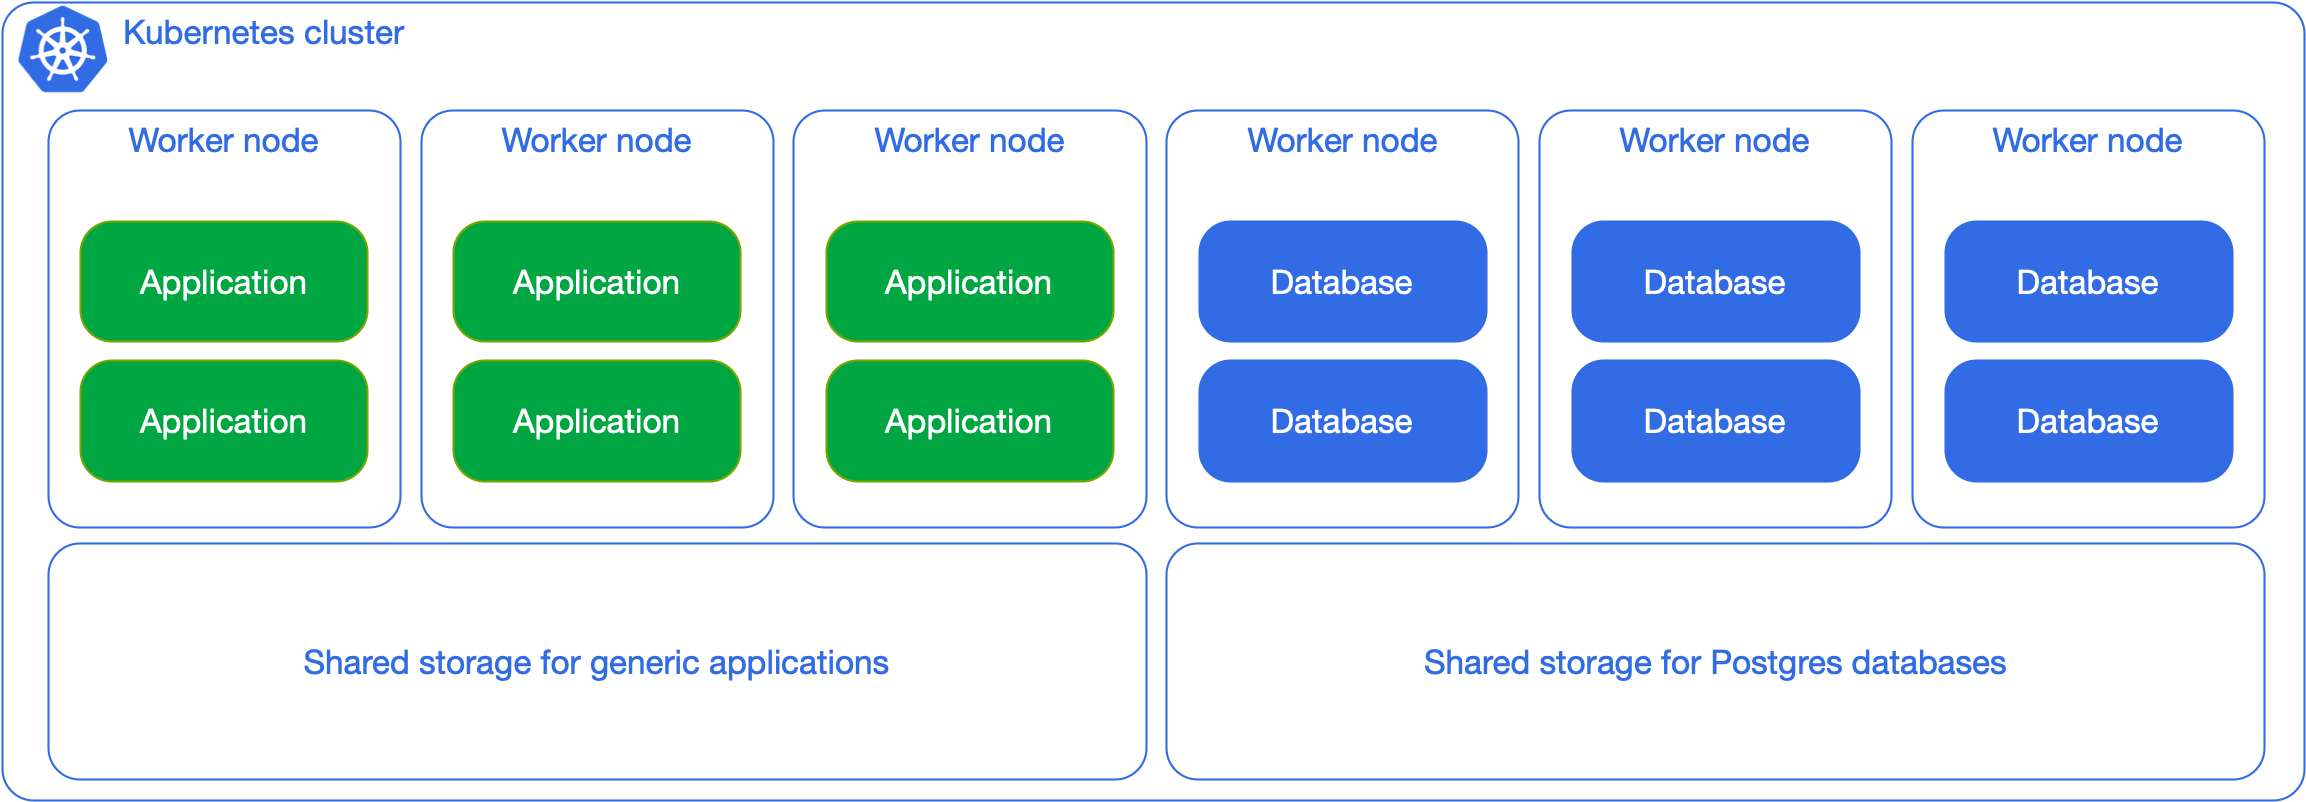 Kubernetes cluster
Worker node
Worker node
Worker node
Worker node
Worker node
Worker node
Application
Application
Application
Database
Database
Database
Application
Application
Application
Database
Database
Database
Shared storage for generic applications
Shared storage for Postgres databases